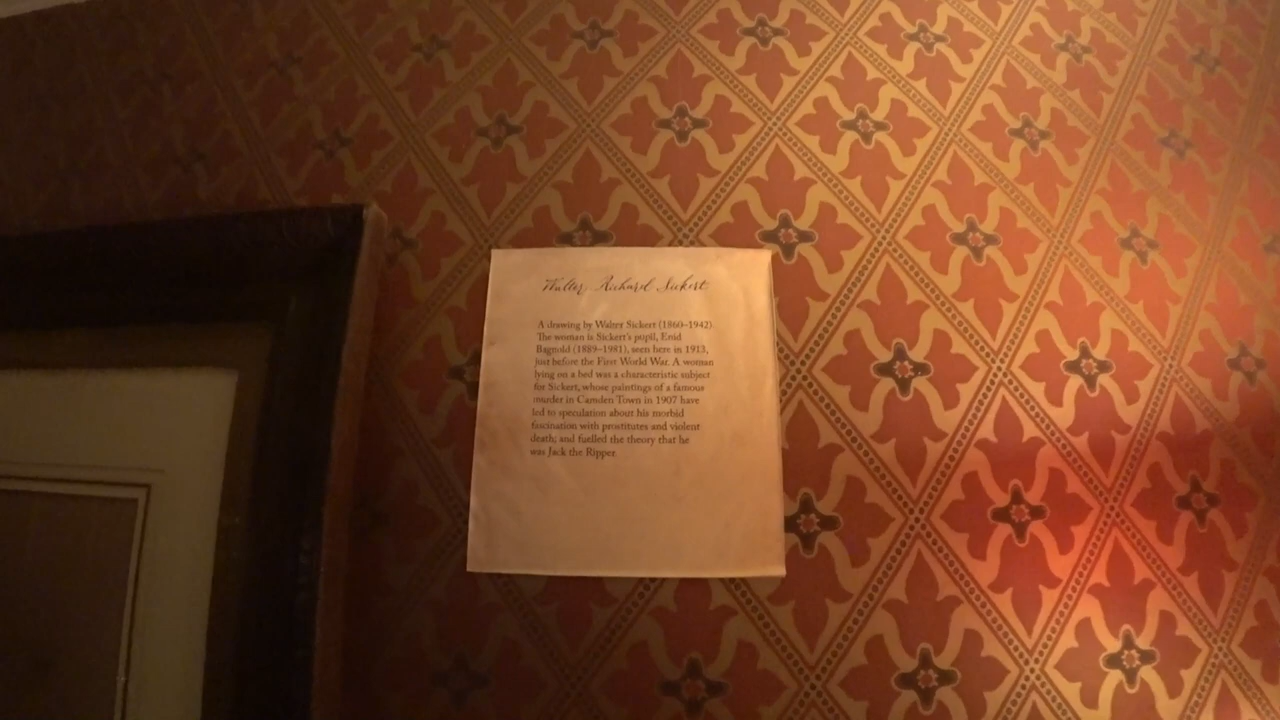 Walter Richard Sickert
A drawing by Walter Sickert (1860–1942).
The woman is Sickert's pupil, Enid
Bagnold (1889–1981), seen here in 1913,
just before the First World War. A woman
lying on a bed was a characteristic subject
for Sickert, whose paintings of a famous
murder in Camden Town in 1907 have
led to speculation about his morbid
fascination with prostitutes and violent
death; and fuelled the theory that he
was Jack the Ripper.